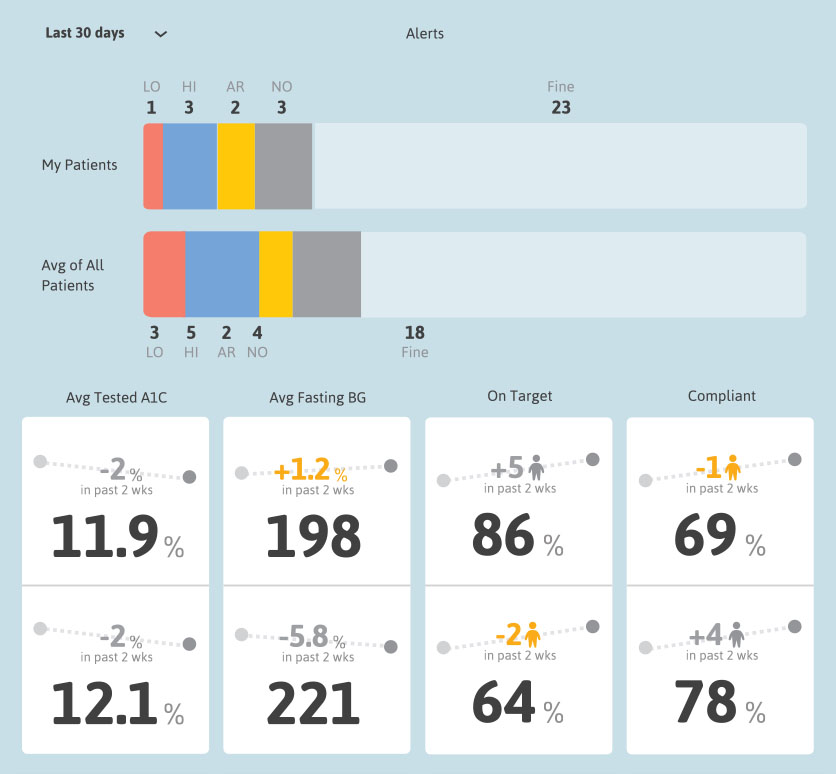 Last 30 days
Alerts
LO HI AR NO Fine
1 3 2 3 23
My Patients
Avg of All
Patients
3 5 2 4 18
LO HI AR NO Fine
Avg Tested A1C
Avg Fasting BG
On Target
Compliant
-2%
in past 2 wks
11.9 %
+1.2 %
in past 2 wks
198
+5
in past 2 wks
86 %
-1
in past 2 wks
69 %
-2%
in past 2 wks
12.1 %
-5.8 %
in past 2 wks
221
-2
in past 2 wks
64 %
+4
in past 2 wks
78 %